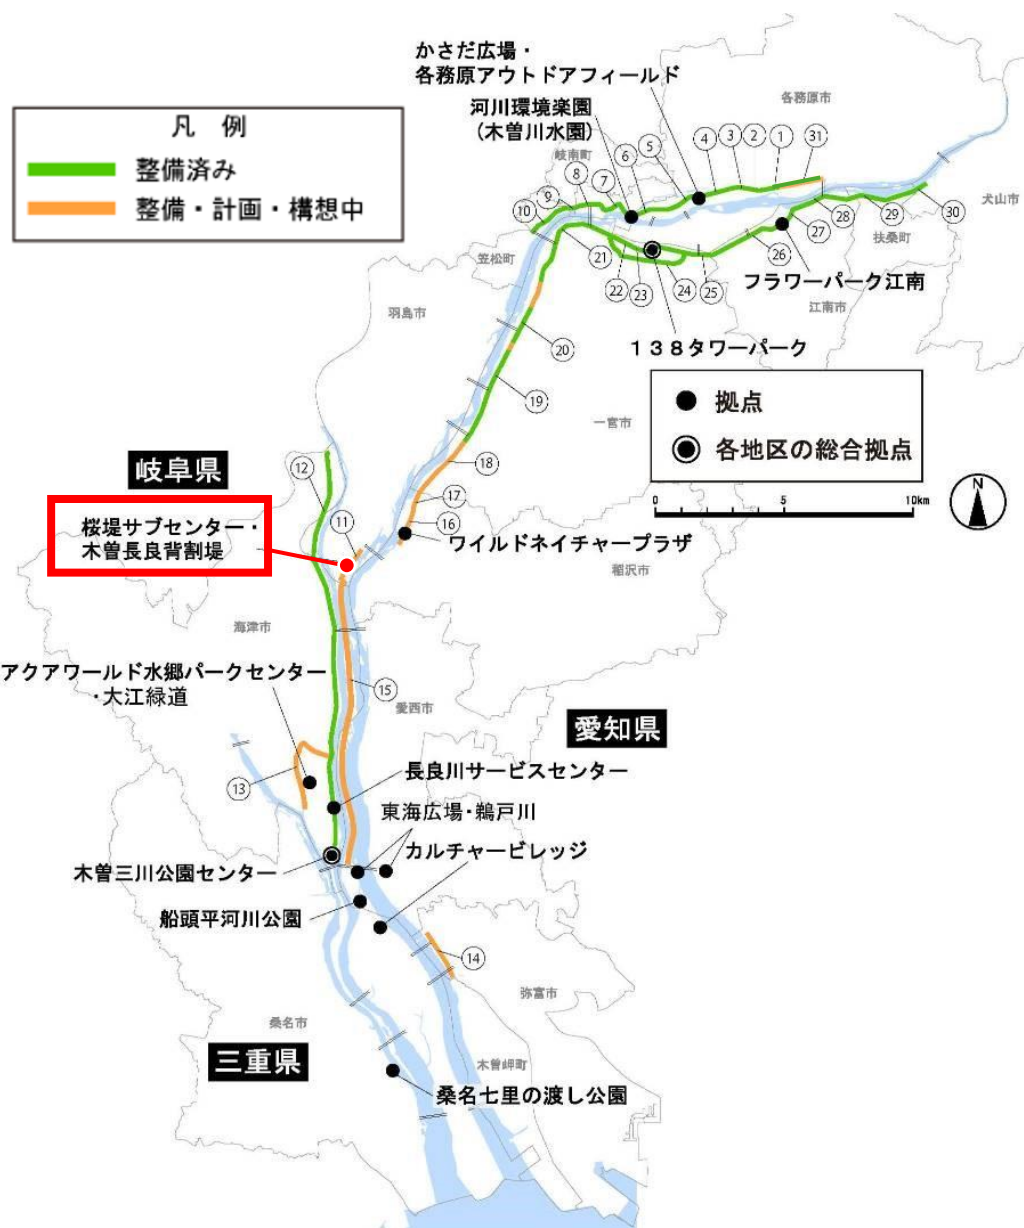 かさだ広場・
各務原アウトドアフィールド
河川環境楽園
(木曽川水園)
凡 例
整備済み
整備・計画・構想中
各務原市
岐南町
犬山市
扶桑町
笠松町
羽島市
江南市
一宮市
稲沢市
① ② ③ ④ ⑤ ⑥ ⑦ ⑧ ⑨ ⑩
㉛ ㉚ ㉙ ㉘ ㉗ ㉖ ㉕ ㉔ ㉓ ㉒ ㉑
⑳
⑲
⑱
⑰
⑯
フラワーパーク江南
138タワーパーク
拠点
各地区の総合拠点
0 5 10km
N
岐阜県
⑫
⑪
桜堤サブセンター・
木曽長良背割堤
ワイルドネイチャープラザ
海津市
アクアワールド水郷パークセンター
・大江緑道
⑮
愛西市
愛知県
⑬
長良川サービスセンター
東海広場・鵜戸川
カルチャービレッジ
木曽三川公園センター
船頭平河川公園
⑭
弥富市
桑名市
三重県
木曽岬町
桑名七里の渡し公園